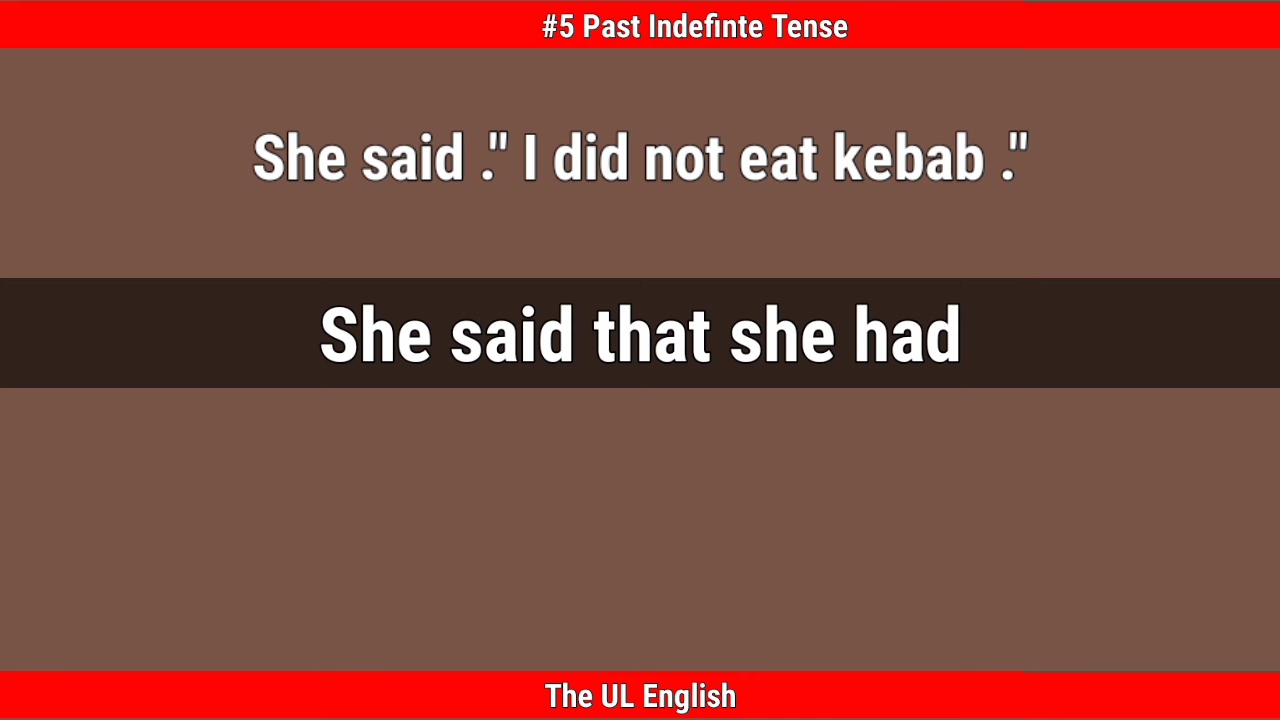 #5 Past Indefinte Tense
She said ." I did not eat kebab ."
She said that she had
The UL English